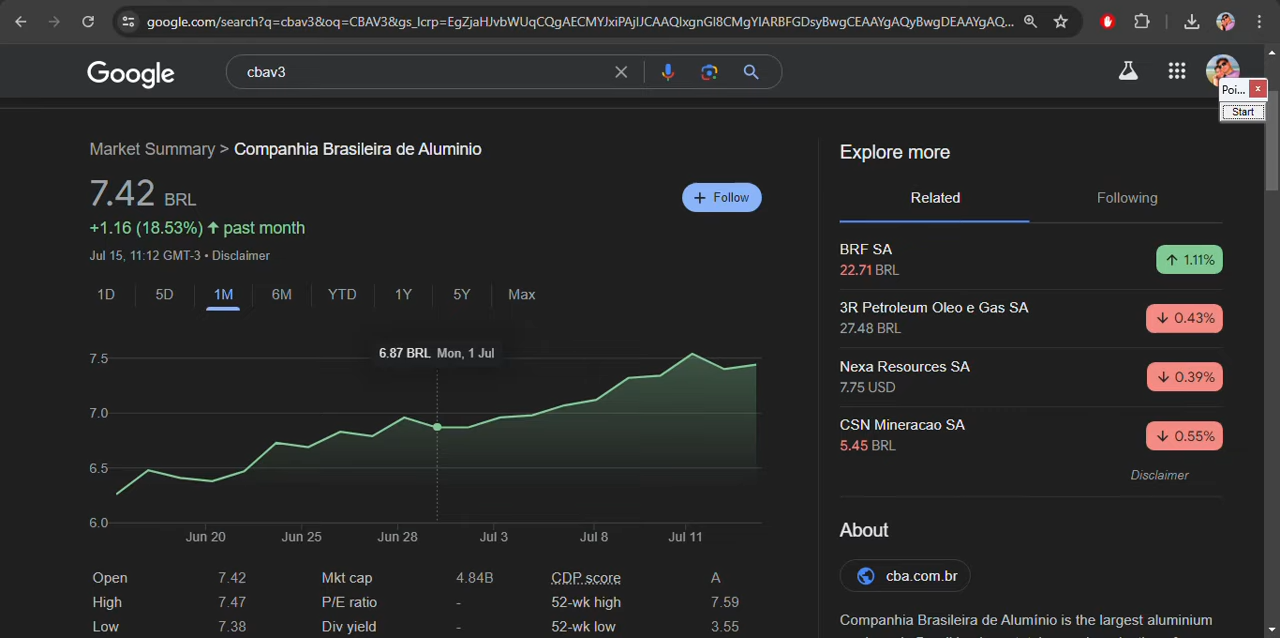 google.com/search?q=cbav3&oq=CBAV3&gs_lcrp=EgZjaHJvbWUqCQgAECMYJxiPAjIJCAAQIxgnGI8CMgYIARBFGDsyBwgCEAAYgAQyBwgDEAAYgAQ...
Google
cbav3
Poi...
Start
Market Summary > Companhia Brasileira de Aluminio
7.42 BRL
+ Follow
+1.16 (18.53%) ↑ past month
Jul 15, 11:12 GMT-3 • Disclaimer
1D 5D 1M 6M YTD 1Y 5Y Max
6.87 BRL Mon, 1 Jul
7.5
7.0
6.5
6.0
Jun 20 Jun 25 Jun 28 Jul 3 Jul 8 Jul 11
Open 7.42 Mkt cap 4.84B CDP score A
High 7.47 P/E ratio - 52-wk high 7.59
Low 7.38 Div yield - 52-wk low 3.55
Explore more
Related Following
BRF SA
22.71 BRL
↑ 1.11%
3R Petroleum Oleo e Gas SA
27.48 BRL
↓ 0.43%
Nexa Resources SA
7.75 USD
↓ 0.39%
CSN Mineracao SA
5.45 BRL
↓ 0.55%
Disclaimer
About
cba.com.br
Companhia Brasileira de Alumínio is the largest aluminium